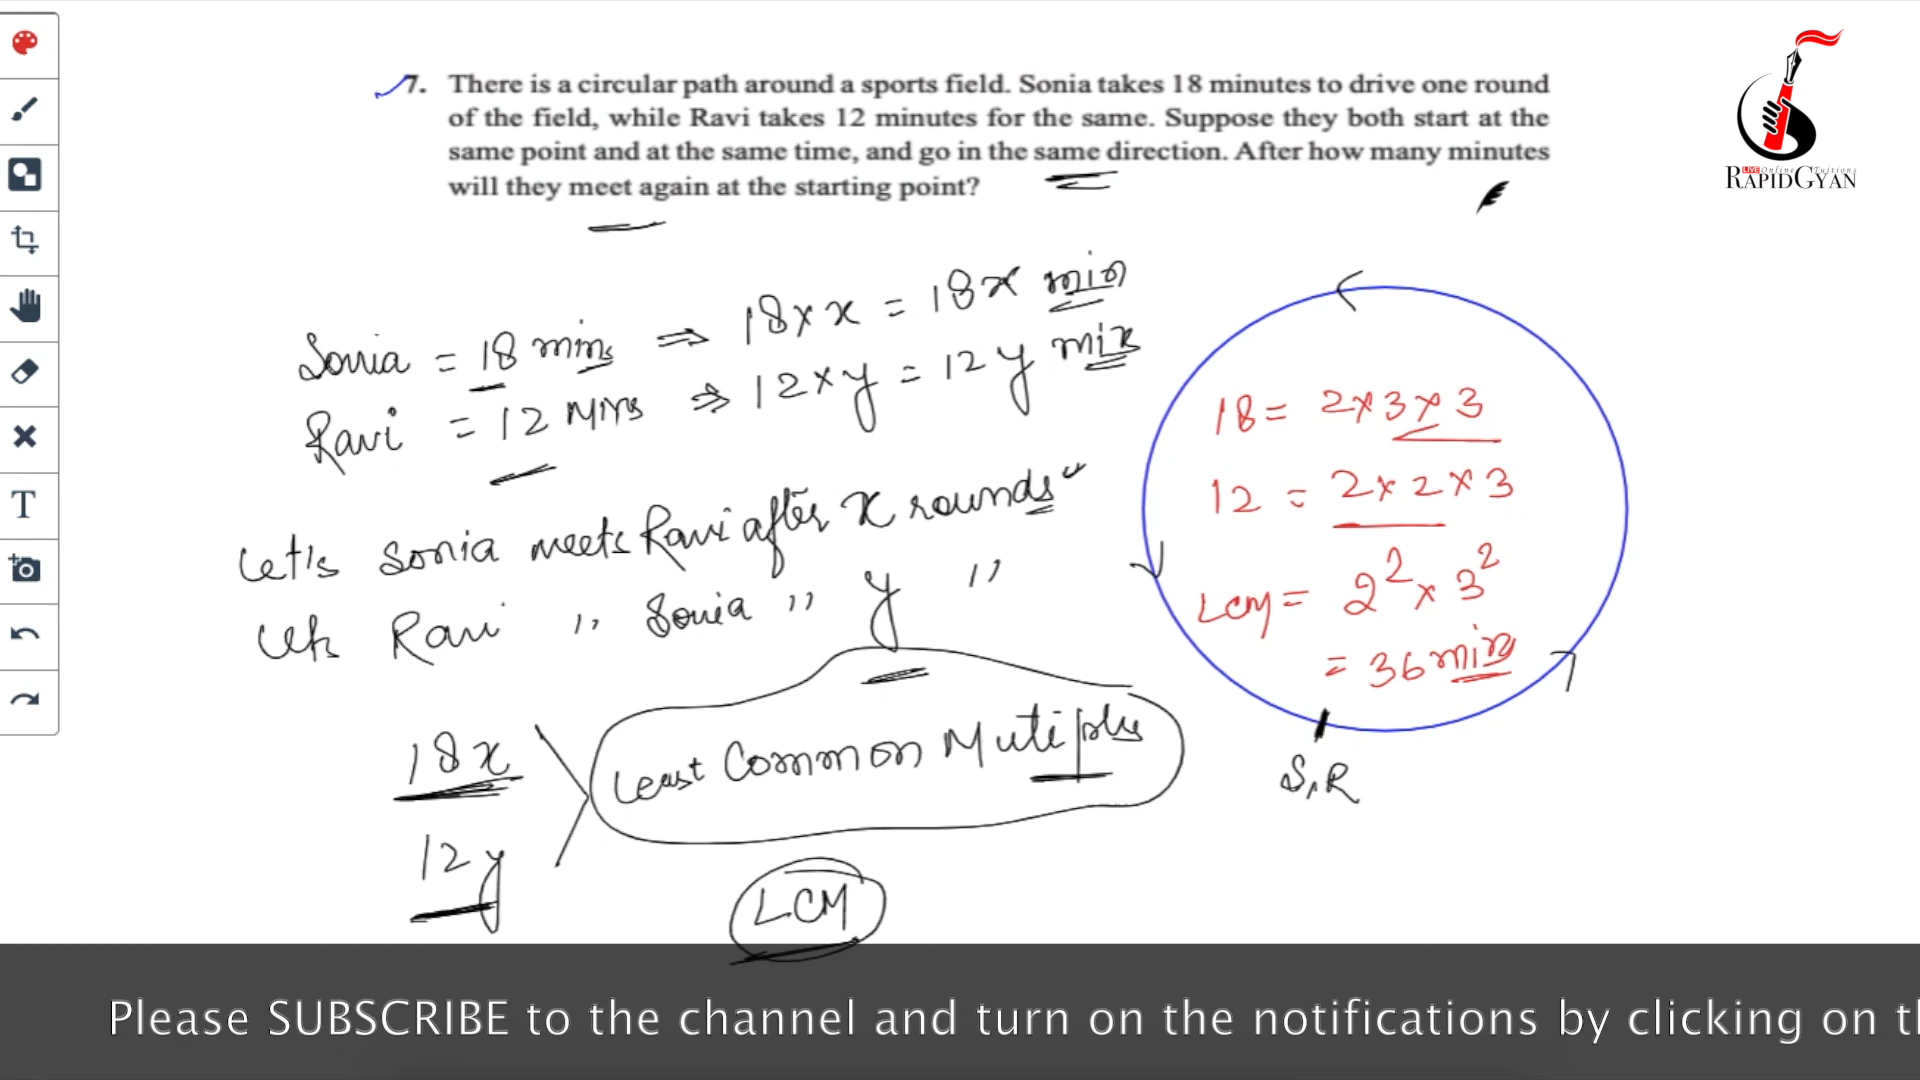 7. There is a circular path around a sports field. Sonia takes 18 minutes to drive one round
of the field, while Ravi takes 12 minutes for the same. Suppose they both start at the
same point and at the same time, and go in the same direction. After how many minutes
will they meet again at the starting point?
LIVE Online Tuitions
RAPIDGYAN
Sonia = 18 mins ⇒ 18 × x = 18x min
Ravi = 12 mins ⇒ 12 × y = 12y min
Let's Sonia meets Ravi after x rounds
Ravi " Sonia " y "
18x
12y
Least Common Mutiples
LCM
18 = 2 × 3 × 3
12 = 2 × 2 × 3
LCM = 2² × 3²
= 36 min
S, R
T
Please SUBSCRIBE to the channel and turn on the notifications by clicking on